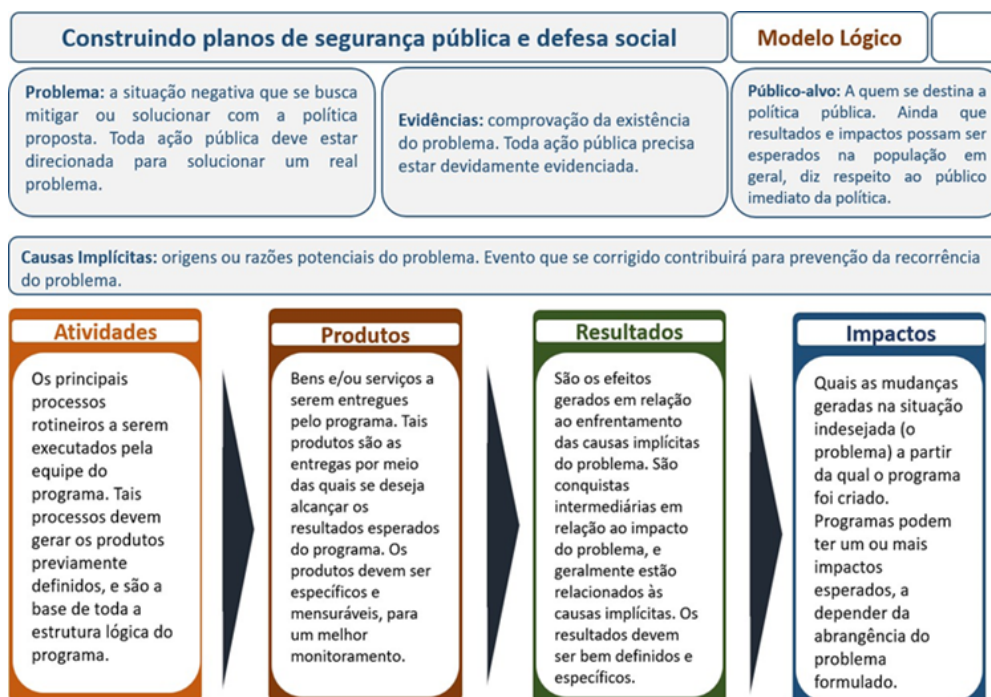 Construindo planos de segurança pública e defesa social
Modelo Lógico
Problema: a situação negativa que se busca
mitigar ou solucionar com a política
proposta. Toda ação pública deve estar
direcionada para solucionar um real
problema.
Evidências: comprovação da existência
do problema. Toda ação pública precisa
estar devidamente evidenciada.
Público-alvo: A quem se destina a
política pública. Ainda que
resultados e impactos possam ser
esperados na população em
geral, diz respeito ao público
imediato da política.
Causas Implícitas: origens ou razões potenciais do problema. Evento que se corrigido contribuirá para prevenção da recorrência
do problema.
Atividades
Os principais
processos
rotineiros a serem
executados pela
equipe do
programa. Tais
processos devem
gerar os produtos
previamente
definidos, e são a
base de toda a
estrutura lógica do
programa.
Produtos
Bens e/ou serviços a
serem entregues
pelo programa. Tais
produtos são as
entregas por meio
das quais se deseja
alcançar os
resultados esperados
do programa. Os
produtos devem ser
específicos e
mensuráveis, para
um melhor
monitoramento.
Resultados
São os efeitos
gerados em relação
ao enfrentamento
das causas implícitas
do problema. São
conquistas
intermediárias em
relação ao impacto
do problema, e
geralmente estão
relacionados às
causas implícitas. Os
resultados devem
ser bem definidos e
específicos.
Impactos
Quais as mudanças
geradas na situação
indesejada (o
problema) a partir
da qual o programa
foi criado.
Programas podem
ter um ou mais
impactos
esperados, a
depender da
abrangência do
problema
formulado.